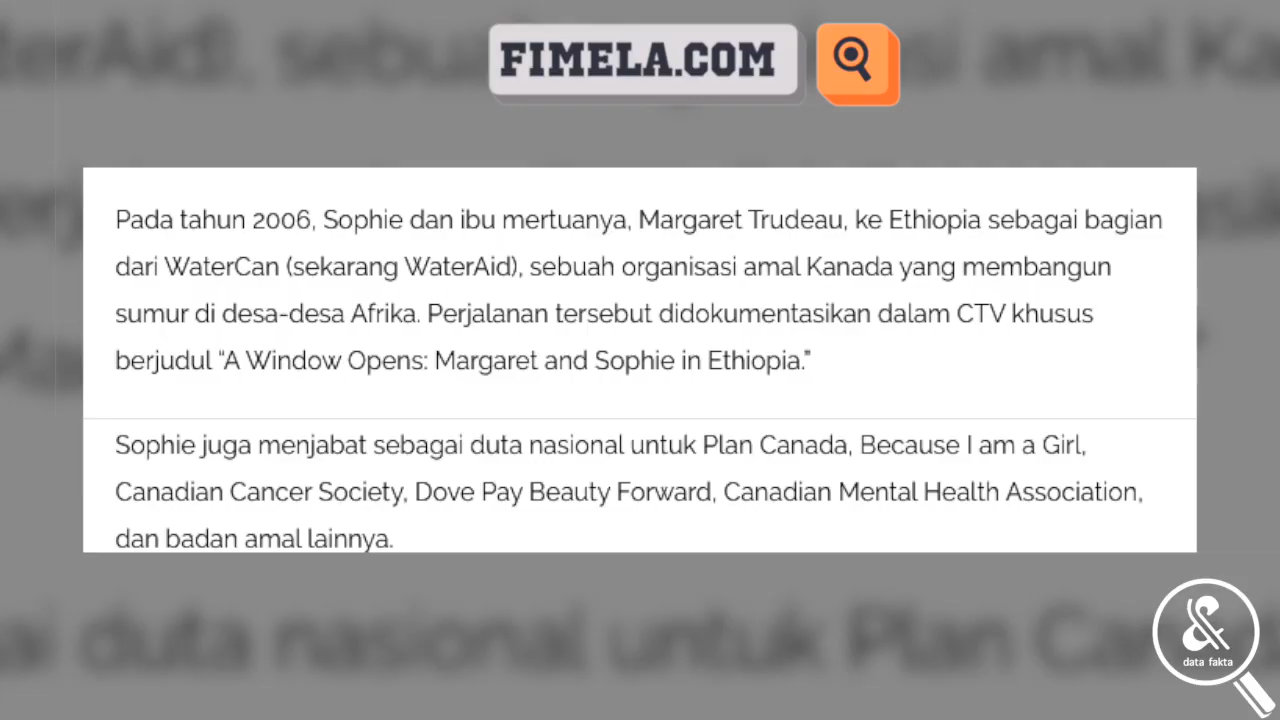 FIMELA.COM
Pada tahun 2006, Sophie dan ibu mertuanya, Margaret Trudeau, ke Ethiopia sebagai bagian
dari WaterCan (sekarang WaterAid), sebuah organisasi amal Kanada yang membangun
sumur di desa-desa Afrika. Perjalanan tersebut didokumentasikan dalam CTV khusus
berjudul “A Window Opens: Margaret and Sophie in Ethiopia.”
Sophie juga menjabat sebagai duta nasional untuk Plan Canada, Because I am a Girl,
Canadian Cancer Society, Dove Pay Beauty Forward, Canadian Mental Health Association,
dan badan amal lainnya.
&
data fakta